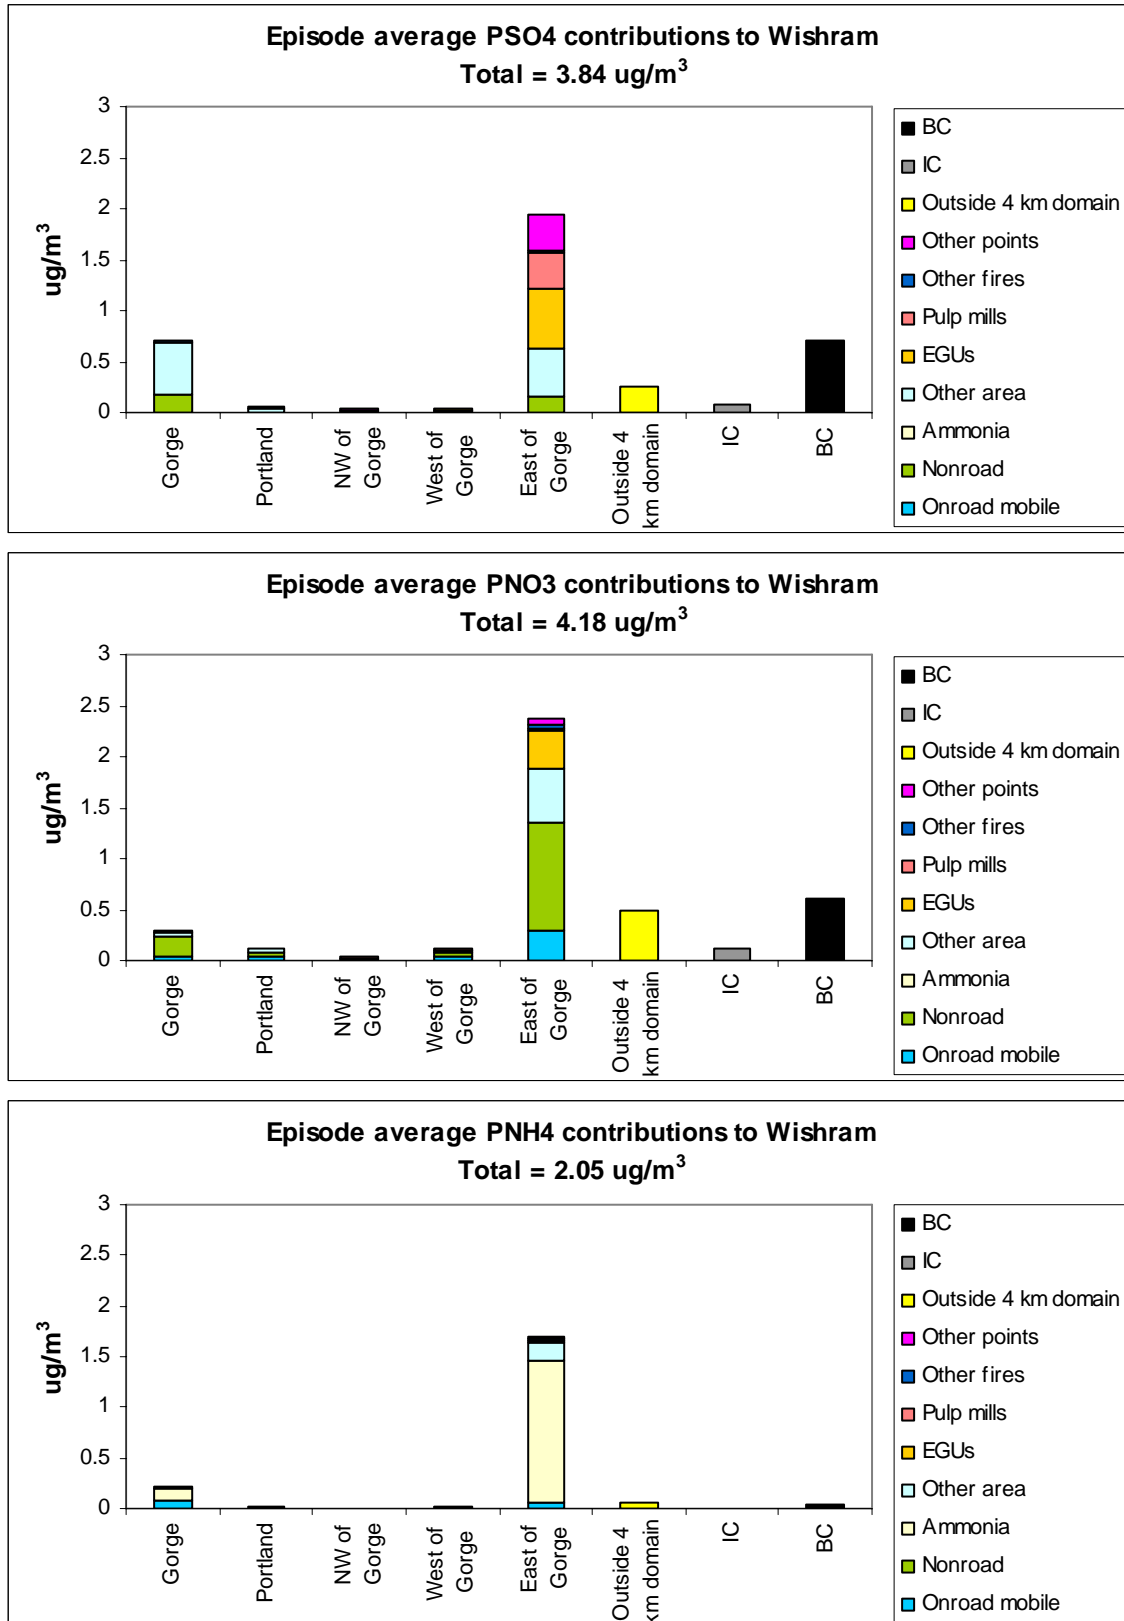 Episode average PSO4 contributions to Wishram
Total = 3.84 ug/m³
3
2.5
2
1.5
1
0.5
0
ug/m³
Gorge
Portland
NW of
Gorge
West of
Gorge
East of
Gorge
Outside 4
km domain
IC
BC
BC
IC
Outside 4 km domain
Other points
Other fires
Pulp mills
EGUs
Other area
Ammonia
Nonroad
Onroad mobile
Episode average PNO3 contributions to Wishram
Total = 4.18 ug/m³
3
2.5
2
1.5
1
0.5
0
ug/m³
Gorge
Portland
NW of
Gorge
West of
Gorge
East of
Gorge
Outside 4
km domain
IC
BC
BC
IC
Outside 4 km domain
Other points
Other fires
Pulp mills
EGUs
Other area
Ammonia
Nonroad
Onroad mobile
Episode average PNH4 contributions to Wishram
Total = 2.05 ug/m³
3
2.5
2
1.5
1
0.5
0
ug/m³
Gorge
Portland
NW of
Gorge
West of
Gorge
East of
Gorge
Outside 4
km domain
IC
BC
BC
IC
Outside 4 km domain
Other points
Other fires
Pulp mills
EGUs
Other area
Ammonia
Nonroad
Onroad mobile